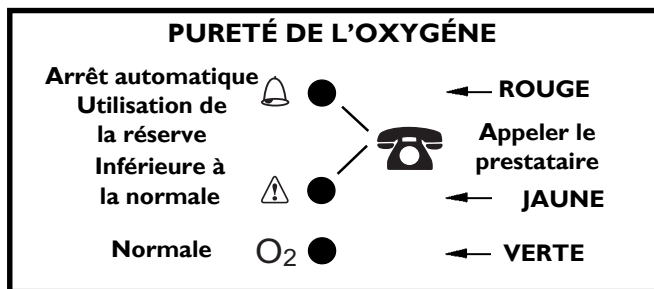 PURETÉ DE L'OXYGÉNE
Arrêt automatique
Utilisation de
la réserve
ROUGE
Appeler le
prestataire
Inférieure à
la normale
JAUNE
Normale
O₂
VERTE